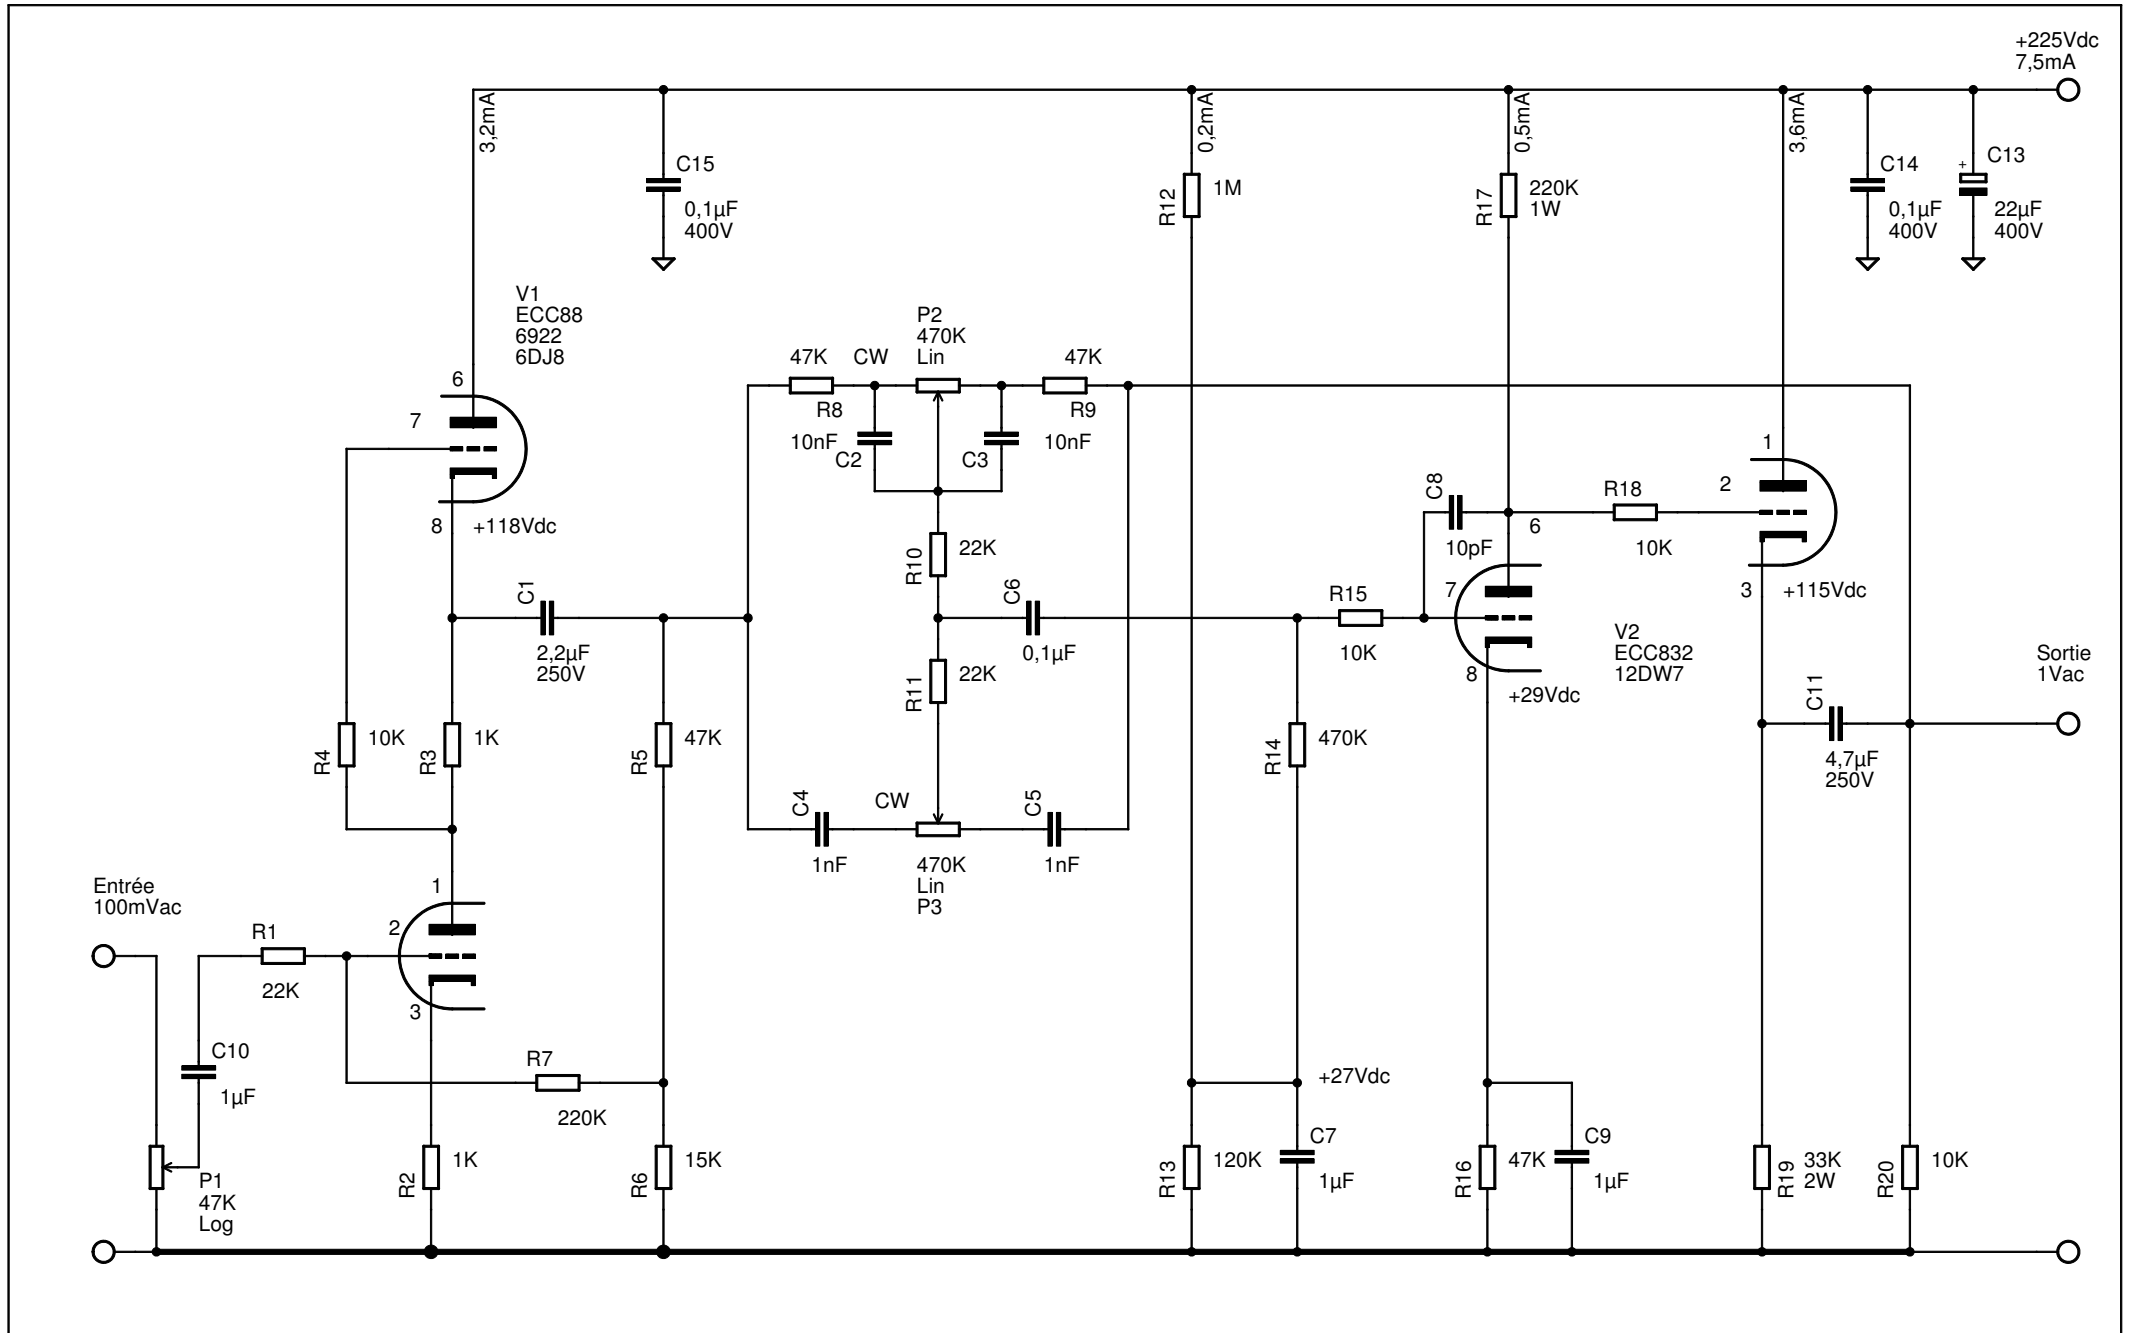 +225Vdc
7,5mA
3,2mA
0,2mA
0,5mA
3,6mA
C15
0,1µF
400V
R12
1M
R17
220K
1W
C14
0,1µF
400V
+
C13
22µF
400V
V1
ECC88
6922
6DJ8
6
7
8
+118Vdc
P2
470K
Lin
47K
CW
47K
R8
R9
10nF
C2
C3
10nF
R10
22K
C1
2,2µF
250V
C6
0,1µF
R11
22K
C8
10pF
6
R18
10K
1
2
3
+115Vdc
R15
10K
7
8
+29Vdc
V2
ECC832
12DW7
Sortie
1Vac
R4
10K
R3
1K
R5
47K
R14
470K
C11
4,7µF
250V
C4
1nF
CW
470K
Lin
P3
C5
1nF
Entrée
100mVac
R1
22K
1
2
3
C10
1µF
R7
220K
+27Vdc
P1
47K
Log
R2
1K
R6
15K
R13
120K
C7
1µF
R16
47K
C9
1µF
R19
33K
2W
R20
10K